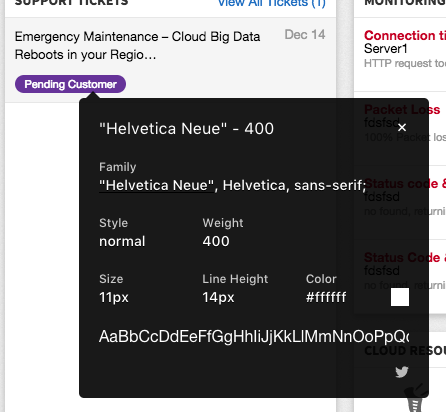 SUPPORT TICKETS
View All Tickets (1)
MONITORING
Emergency Maintenance – Cloud Big Data
Reboots in your Regio…
Dec 14
Pending Customer
Connection ti
Server1
HTTP request to
Packet Loss
fdsfsd
100% Packet los
Status code &
fdsfsd
no found, returni
Status Code &
fdsfsd
no found, returni
CLOUD RESOU
"Helvetica Neue" - 400
×
Family
"Helvetica Neue", Helvetica, sans-serif;
Style
Weight
normal
400
Size
Line Height
Color
11px
14px
#ffffff
AaBbCcDdEeFfGgHhIiJjKkLlMmNnOoPpQ